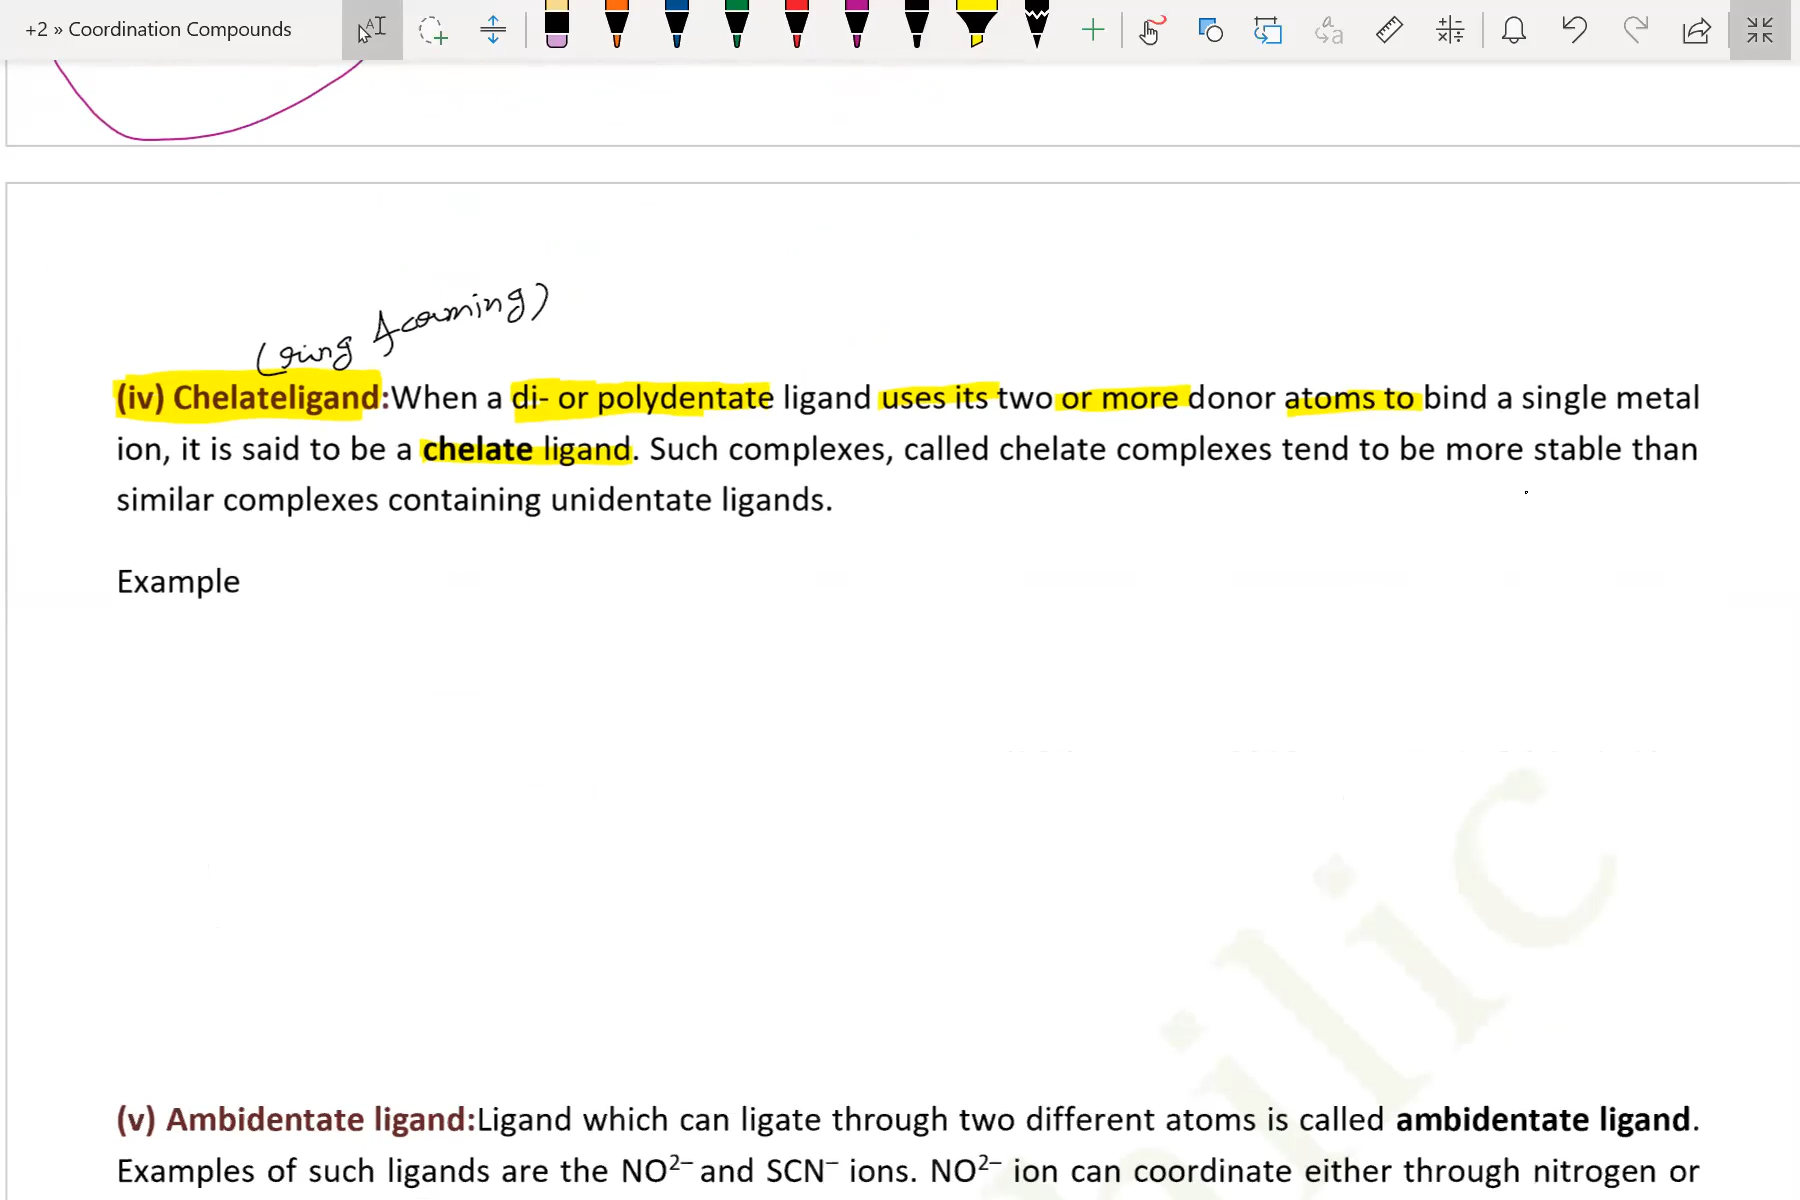 +2 » Coordination Compounds
(ring forming)
(iv) Chelateligand:When a di- or polydentate ligand uses its two or more donor atoms to bind a single metal
ion, it is said to be a chelate ligand. Such complexes, called chelate complexes tend to be more stable than
similar complexes containing unidentate ligands.
Example
(v) Ambidentate ligand:Ligand which can ligate through two different atoms is called ambidentate ligand.
Examples of such ligands are the NO²⁻ and SCN⁻ ions. NO²⁻ ion can coordinate either through nitrogen or